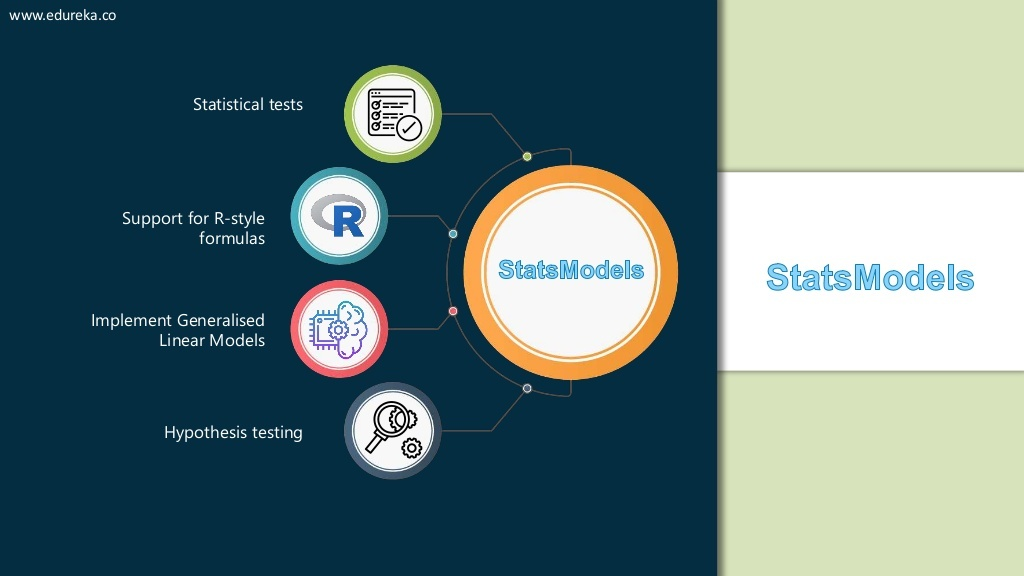 www.edureka.co
Statistical tests
Support for R-style
formulas
Implement Generalised
Linear Models
Hypothesis testing
R
StatsModels
StatsModels